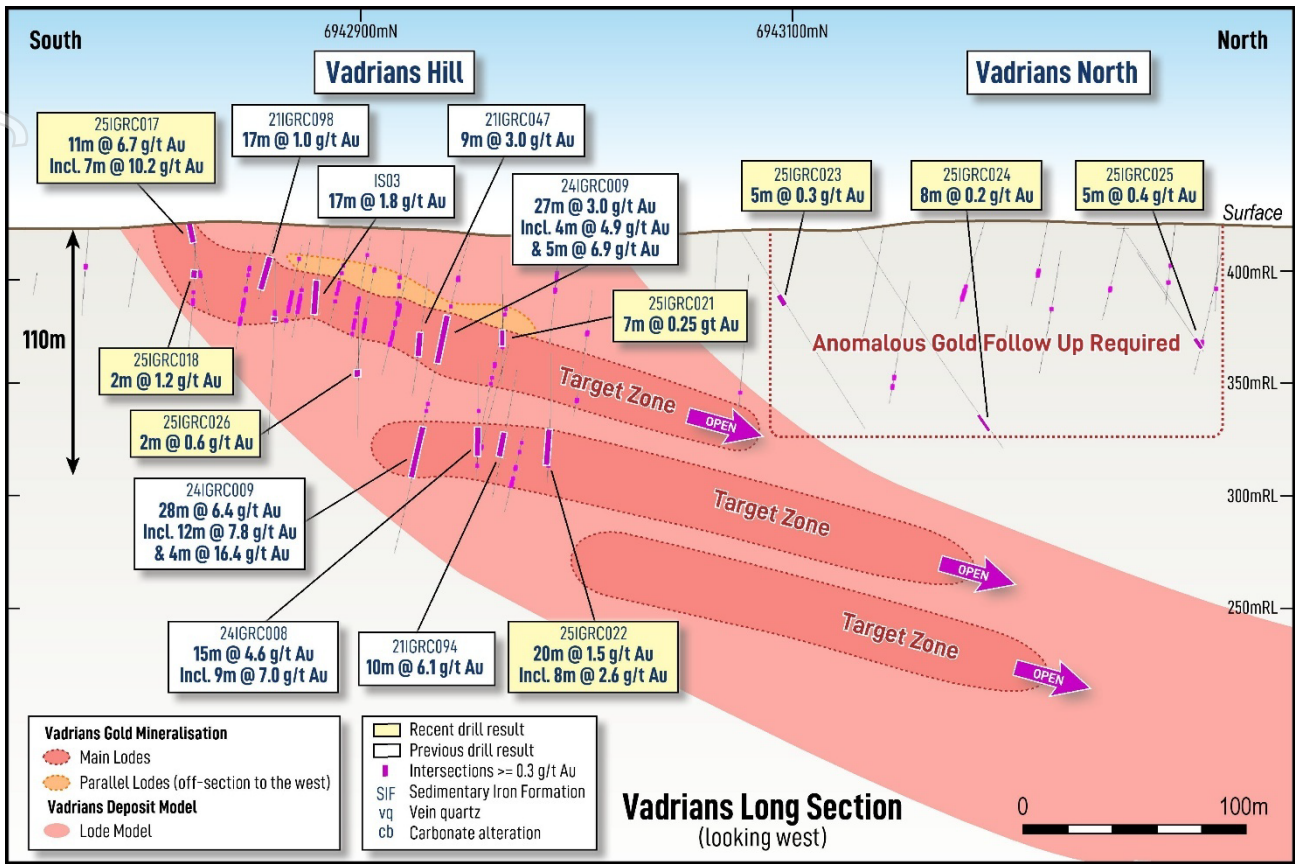 6942900mN
6943100mN
South
North
Vadrians Hill
Vadrians North
25IGRC017
11m @ 6.7 g/t Au
Incl. 7m @ 10.2 g/t Au
21IGRC098
17m @ 1.0 g/t Au
21IGRC047
9m @ 3.0 g/t Au
IS03
17m @ 1.8 g/t Au
24IGRC009
27m @ 3.0 g/t Au
Incl. 4m @ 4.9 g/t Au
& 5m @ 6.9 g/t Au
25IGRC023
5m @ 0.3 g/t Au
25IGRC024
8m @ 0.2 g/t Au
25IGRC025
5m @ 0.4 g/t Au
Surface
400mRL
110m
25IGRC021
7m @ 0.25 gt Au
Anomalous Gold Follow Up Required
25IGRC018
2m @ 1.2 g/t Au
350mRL
Target Zone
OPEN
25IGRC026
2m @ 0.6 g/t Au
24IGRC009
28m @ 6.4 g/t Au
Incl. 12m @ 7.8 g/t Au
& 4m @ 16.4 g/t Au
300mRL
Target Zone
OPEN
250mRL
Target Zone
OPEN
24IGRC008
15m @ 4.6 g/t Au
Incl. 9m @ 7.0 g/t Au
21IGRC094
10m @ 6.1 g/t Au
25IGRC022
20m @ 1.5 g/t Au
Incl. 8m @ 2.6 g/t Au
Vadrians Gold Mineralisation
Main Lodes
Parallel Lodes (off-section to the west)
Vadrians Deposit Model
Lode Model
Recent drill result
Previous drill result
Intersections >= 0.3 g/t Au
SIF Sedimentary Iron Formation
vq Vein quartz
cb Carbonate alteration
Vadrians Long Section
(looking west)
0 100m